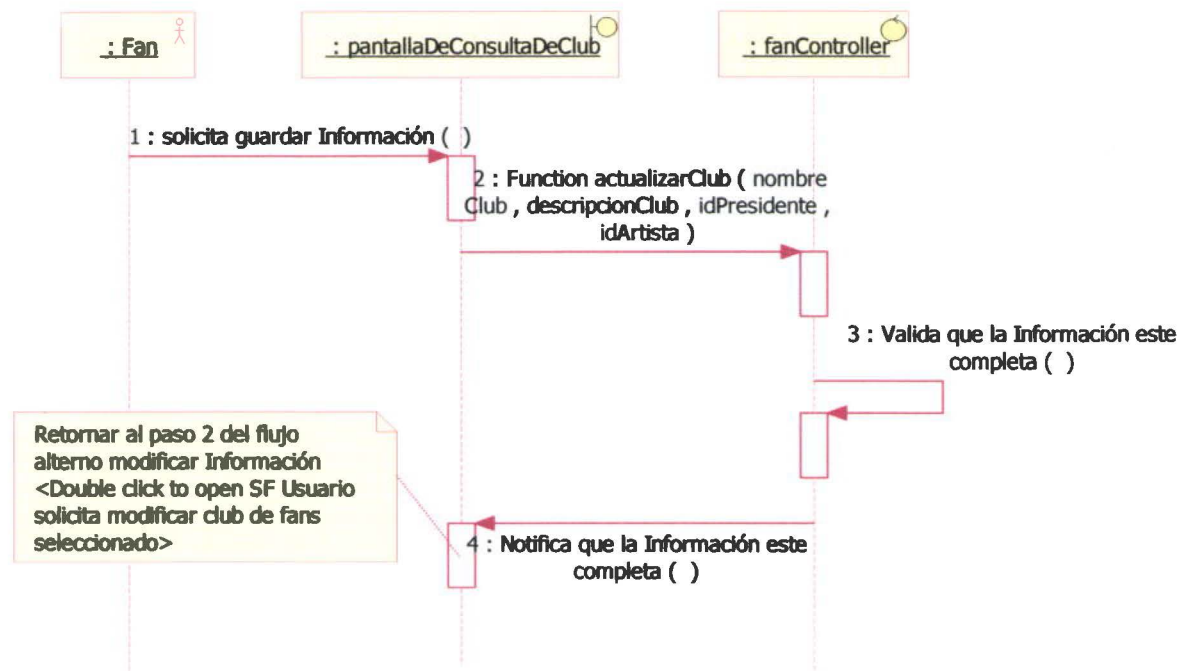 : Fan
: pantallaDeConsultaDeClub
: fanController
1 : solicita guardar Información ( )
2 : Function actualizarClub ( nombre
Club , descripcionClub , idPresidente ,
idArtista )
3 : Valida que la Información este
completa ( )
Retornar al paso 2 del flujo
alterno modificar Información
<Double click to open SF Usuario
solicita modificar club de fans
seleccionado>
4 : Notifica que la Información este
completa ( )